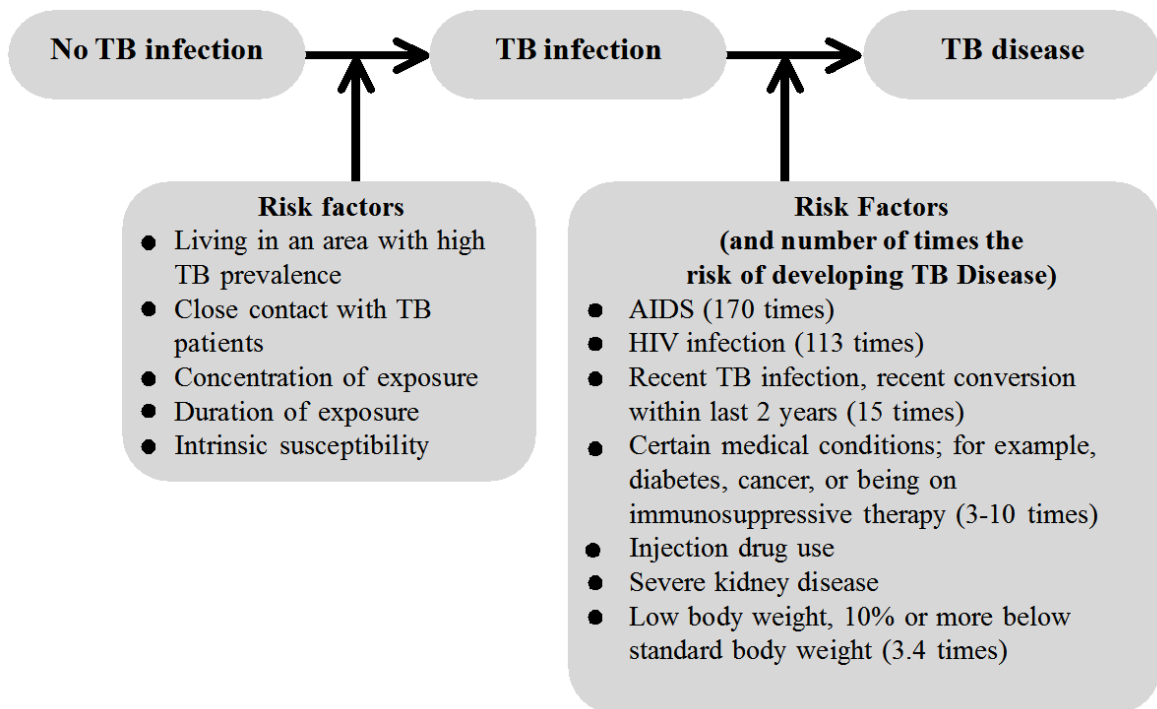 No TB infection
TB infection
TB disease
Risk factors
● Living in an area with high
TB prevalence
● Close contact with TB
patients
● Concentration of exposure
● Duration of exposure
● Intrinsic susceptibility
Risk Factors
(and number of times the
risk of developing TB Disease)
● AIDS (170 times)
● HIV infection (113 times)
● Recent TB infection, recent conversion
within last 2 years (15 times)
● Certain medical conditions; for example,
diabetes, cancer, or being on
immunosuppressive therapy (3-10 times)
● Injection drug use
● Severe kidney disease
● Low body weight, 10% or more below
standard body weight (3.4 times)